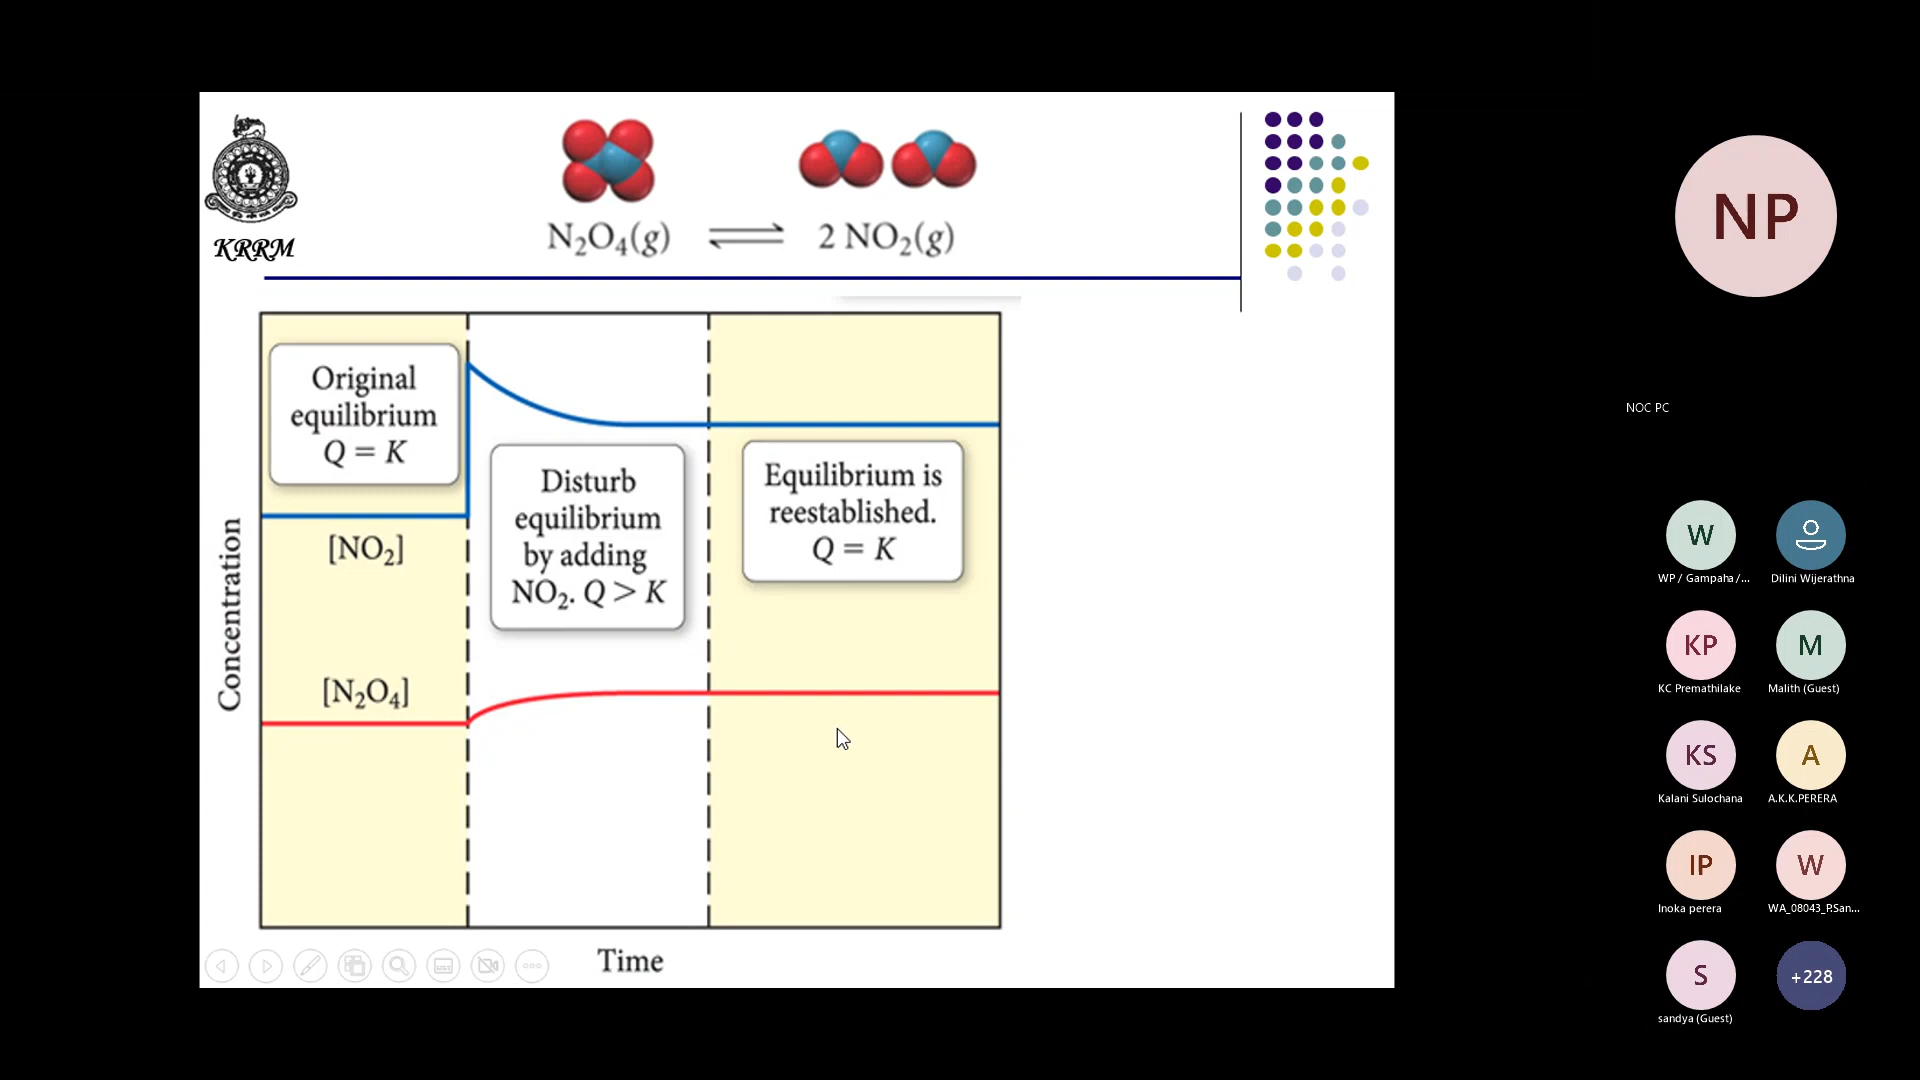 N₂O₄(g) ⇌ 2 NO₂(g)
KRRM
Original
equilibrium
Q = K
Disturb
equilibrium
by adding
NO₂. Q > K
Equilibrium is
reestablished.
Q = K
[NO₂]
[N₂O₄]
Concentration
Time
NP
NOC PC
W
WP / Gampaha /...
Dilini Wijerathna
KP
KC Premathilake
M
Malith (Guest)
KS
Kalani Sulochana
A
A.K.K.PERERA
IP
Inoka perera
W
WA_08043_P.San...
S
sandya (Guest)
+228